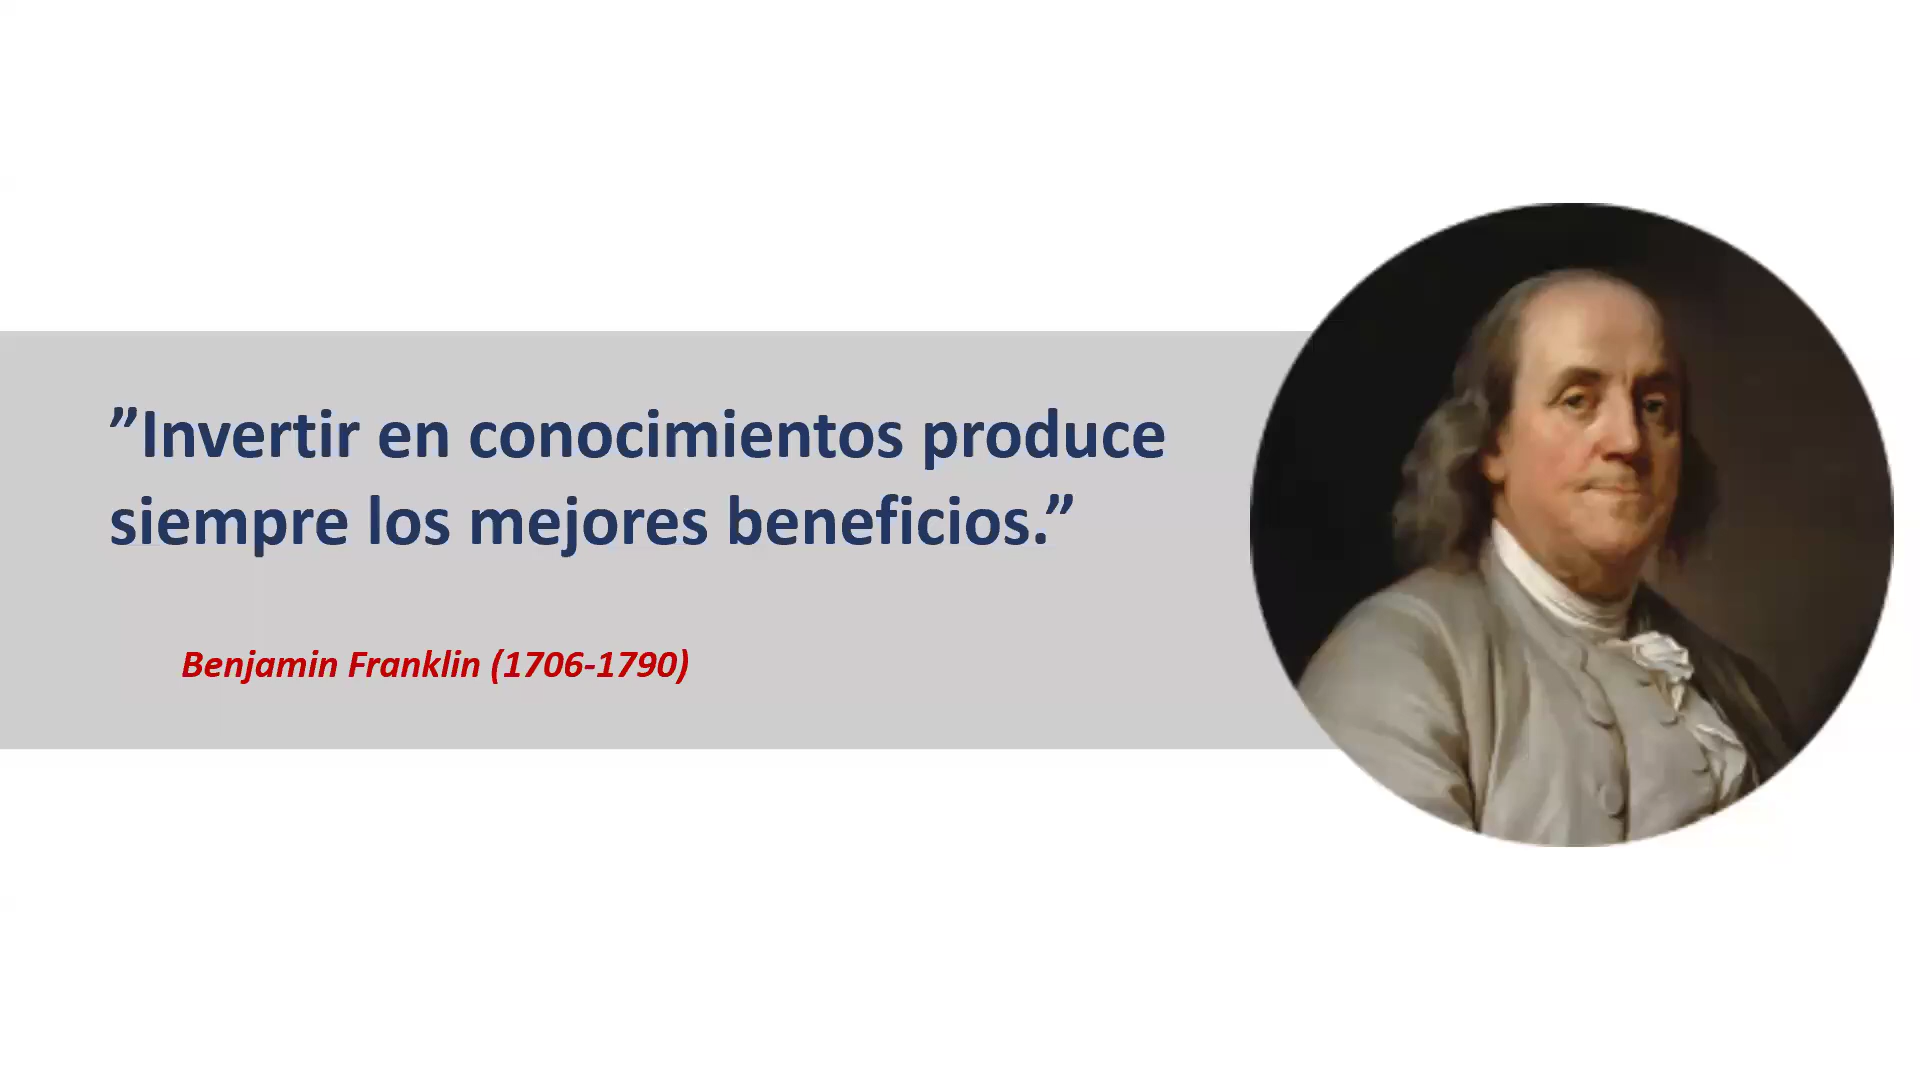 ”Invertir en conocimientos produce
siempre los mejores beneficios.”
Benjamin Franklin (1706-1790)